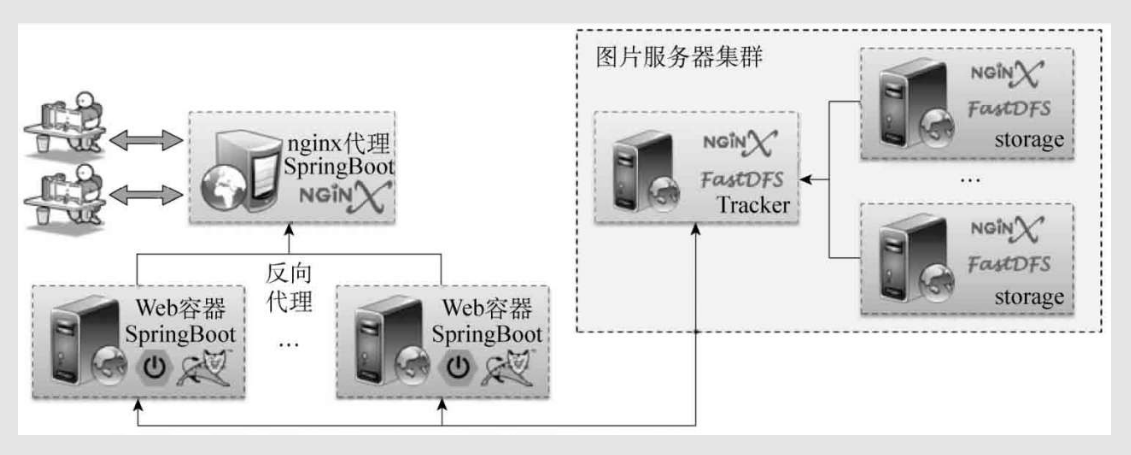 图片服务器集群
NGiNX
FastDFS
storage
nginx代理
SpringBoot
NGiNX
NGiNX
FastDFS
Tracker
...
NGiNX
FastDFS
storage
反向
代理
Web容器
SpringBoot
...
Web容器
SpringBoot